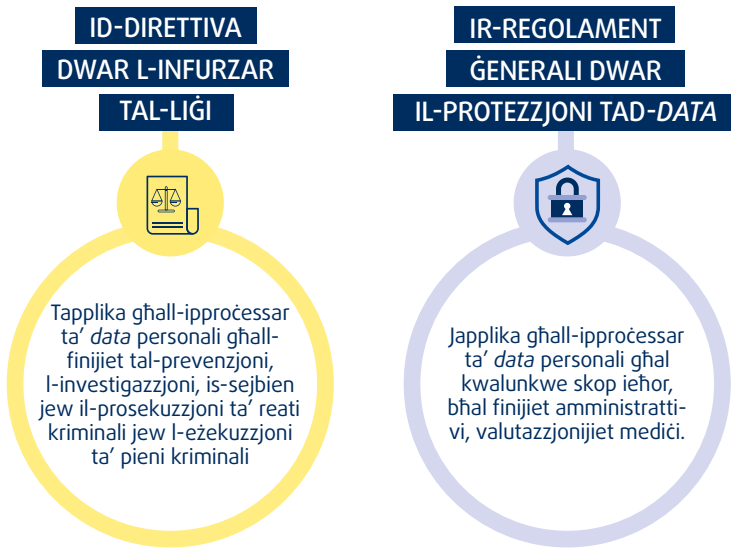 ID-DIRETTIVA
DWAR L-INFURZAR
TAL-LIĠI
Tapplika għall-ipproċessar
ta’ data personali għall-
finijiet tal-prevenzjoni,
l-investigazzjoni, is-sejbien
jew il-prosekuzzjoni ta’ reati
kriminali jew l-eżekuzzjoni
ta’ pieni kriminali
IR-REGOLAMENT
ĠENERALI DWAR
IL-PROTEZZJONI TAD-DATA
Japplika għall-ipproċessar
ta’ data personali għal
kwalunkwe skop ieħor,
bħal finijiet amministratti-
vi, valutazzjonijiet mediċi.